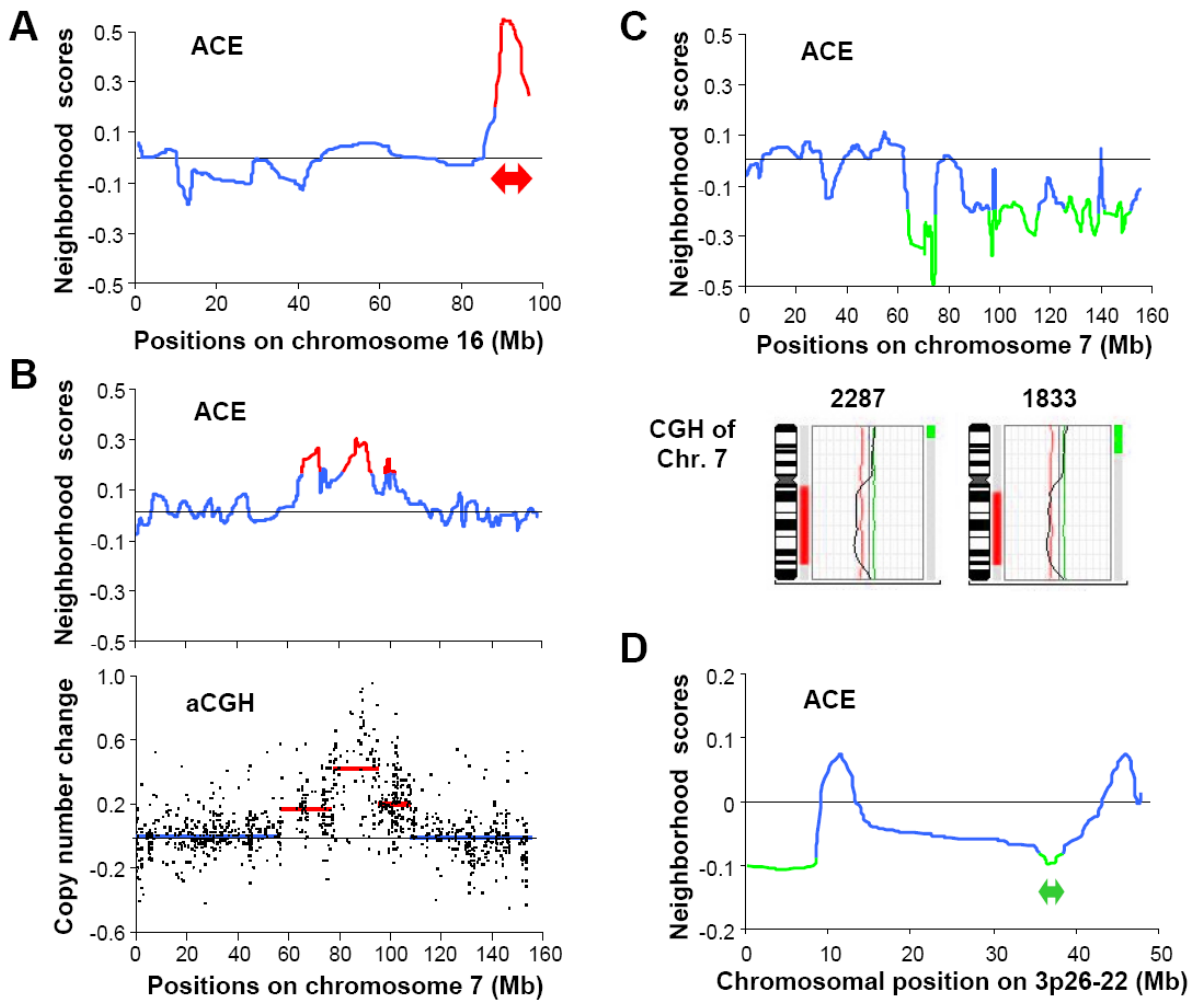 A
ACE
Neighborhood scores
0.5
0.3
0.1
-0.1
-0.3
-0.5
0 20 40 60 80 100
Positions on chromosome 16 (Mb)
B
ACE
Neighborhood scores
0.5
0.3
0.1
-0.1
-0.3
-0.5
aCGH
Copy number change
1.0
0.6
0.2
-0.2
-0.6
0 20 40 60 80 100 120 140 160
Positions on chromosome 7 (Mb)
C
ACE
Neighborhood scores
0.5
0.3
0.1
-0.1
-0.3
-0.5
0 20 40 60 80 100 120 140 160
Positions on chromosome 7 (Mb)
CGH of
Chr. 7
2287
1833
D
ACE
Neighborhood scores
0.2
0.1
0
-0.1
-0.2
0 10 20 30 40 50
Chromosomal position on 3p26-22 (Mb)